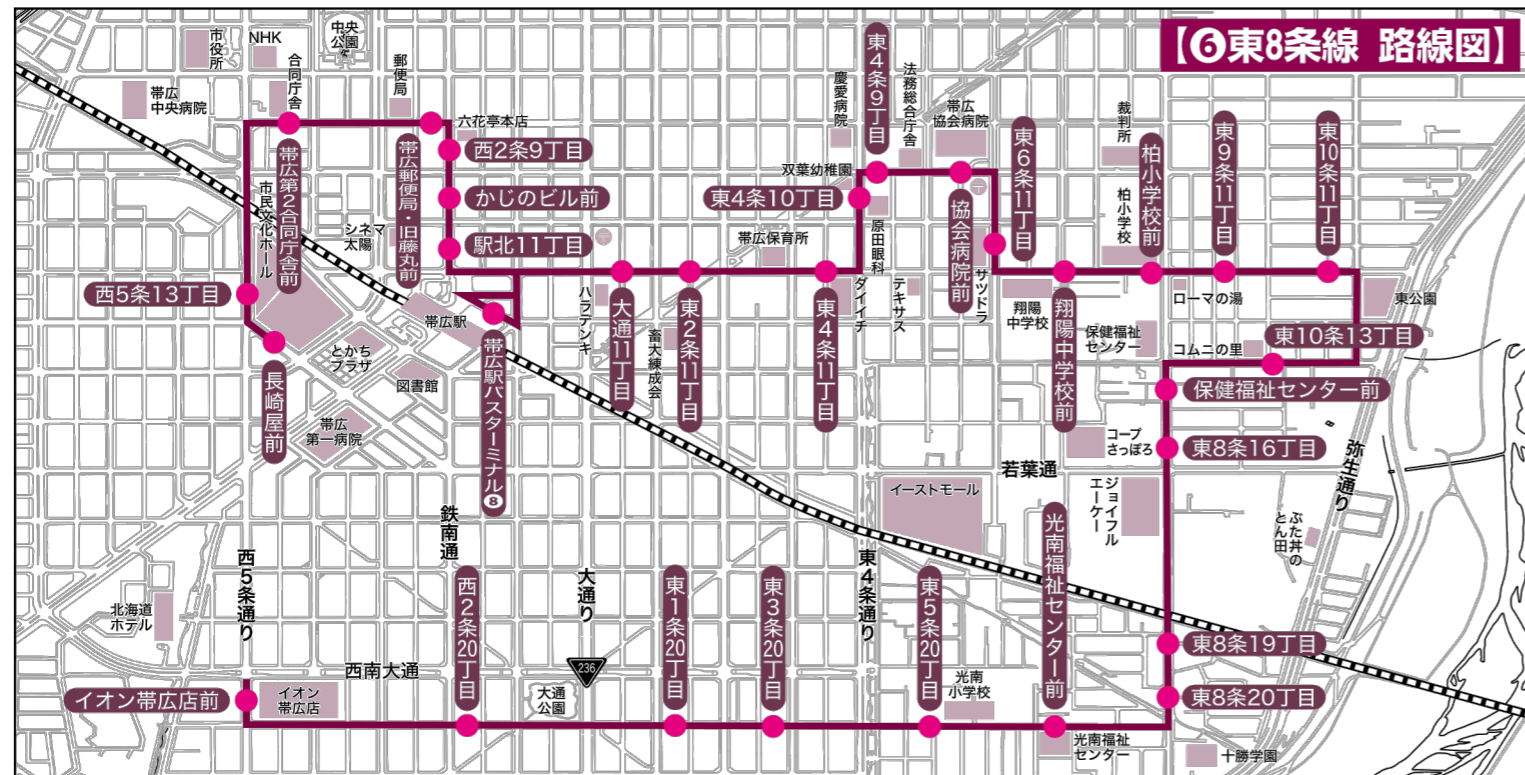 【❻東8条線 路線図】
市役所
NHK
中央
公園
合同庁舎
郵便局
帯広
中央病院
六花亭本店
西2条9丁目
かじのビル前
駅北11丁目
帯広第2合同庁舎前
帯広郵便局・旧藤丸前
市民文化ホール
シネマ
太陽
西5条13丁目
長崎屋前
とかち
プラザ
帯広駅
図書館
帯広
第一病院
帯広駅バスターミナル❽
ハラデンキ
大通11丁目
畜大練成会
東2条11丁目
帯広保育所
東4条11丁目
ダイイチ
東4条10丁目
双葉幼稚園
慶愛病院
東4条9丁目
法務総合庁舎
原田眼科
テキサス
帯広
協会病院
協会病院前
サツドラ
東6条11丁目
翔陽
中学校
翔陽中学校前
裁判所
柏小学校
柏小学校前
東9条11丁目
ローマの湯
東10条11丁目
東公園
東10条13丁目
コムニの里
保健福祉
センター
保健福祉センター前
コープ
さっぽろ
東8条16丁目
若葉通
イーストモール
ジョイフル
エーケー
弥生通り
ぶた丼の
とん田
東8条19丁目
東8条20丁目
十勝学園
光南福祉センター前
光南福祉
センター
光南
小学校
東5条20丁目
東4条通り
東3条20丁目
東1条20丁目
大通り
236
大通
公園
鉄南通
西2条20丁目
西南大通
西5条通り
北海道
ホテル
イオン
帯広店
イオン帯広店前